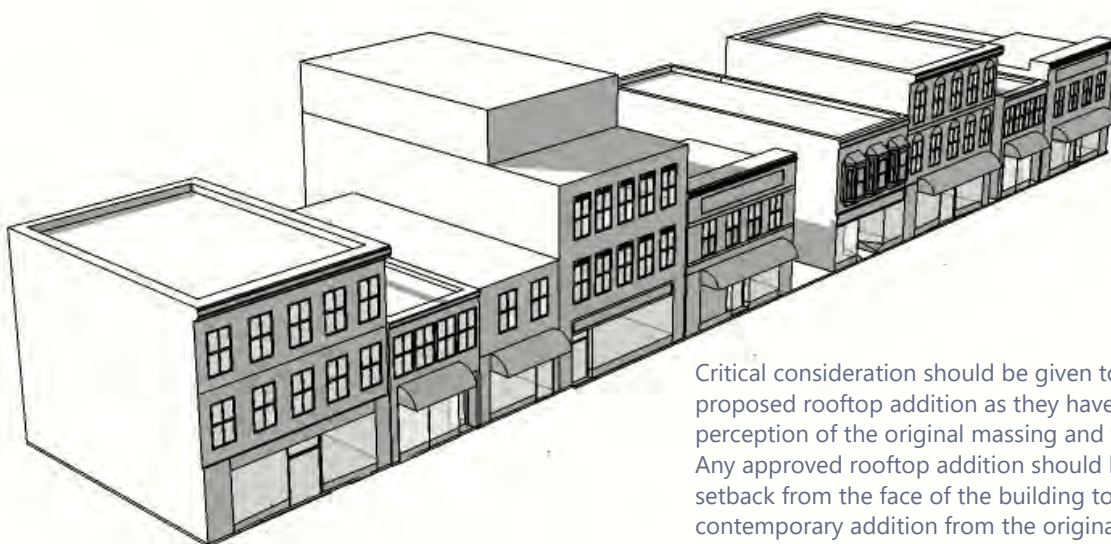 Critical consideration should be given to
proposed rooftop addition as they have
perception of the original massing and
Any approved rooftop addition should
setback from the face of the building to
contemporary addition from the origina